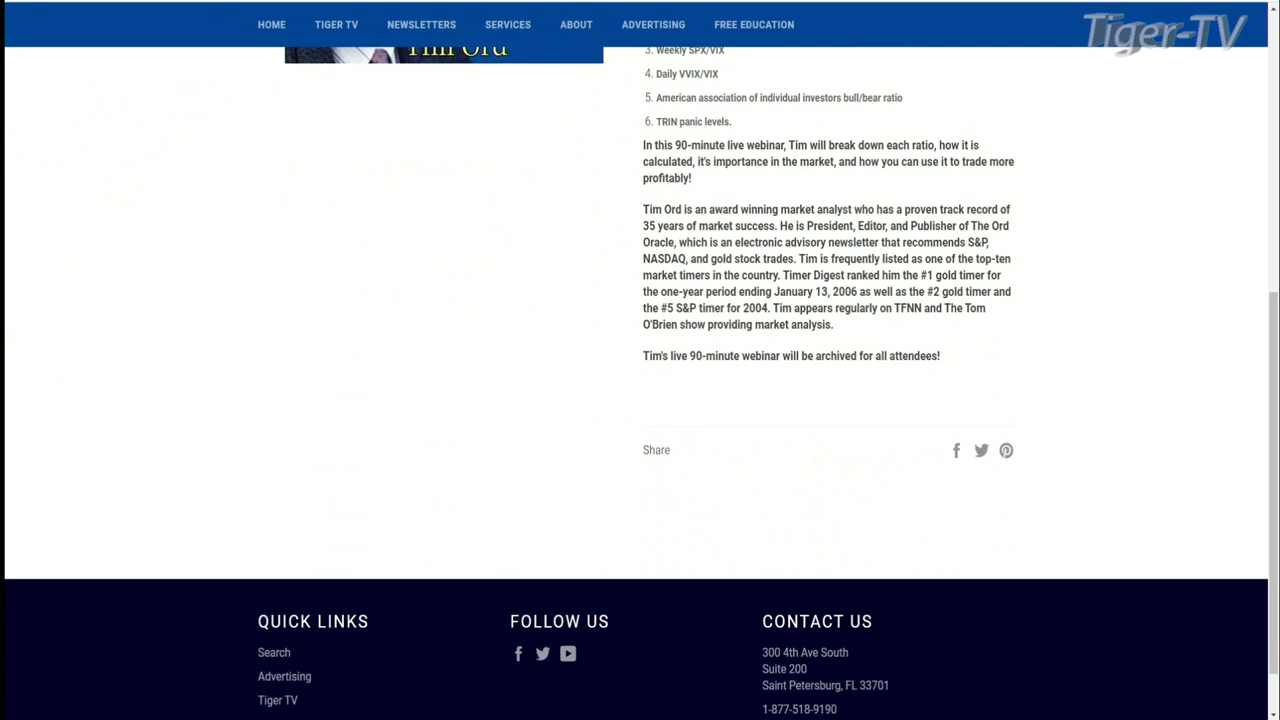 HOME TIGER TV NEWSLETTERS SERVICES ABOUT ADVERTISING FREE EDUCATION
Tiger-TV
Tim Ord
3. Weekly SPX/VIX
4. Daily VVIX/VIX
5. American association of individual investors bull/bear ratio
6. TRIN panic levels.
In this 90-minute live webinar, Tim will break down each ratio, how it is
calculated, it's importance in the market, and how you can use it to trade more
profitably!
Tim Ord is an award winning market analyst who has a proven track record of
35 years of market success. He is President, Editor, and Publisher of The Ord
Oracle, which is an electronic advisory newsletter that recommends S&P,
NASDAQ, and gold stock trades. Tim is frequently listed as one of the top-ten
market timers in the country. Timer Digest ranked him the #1 gold timer for
the one-year period ending January 13, 2006 as well as the #2 gold timer and
the #5 S&P timer for 2004. Tim appears regularly on TFNN and The Tom
O'Brien show providing market analysis.
Tim's live 90-minute webinar will be archived for all attendees!
Share
QUICK LINKS
Search
Advertising
Tiger TV
FOLLOW US
CONTACT US
300 4th Ave South
Suite 200
Saint Petersburg, FL 33701
1-877-518-9190